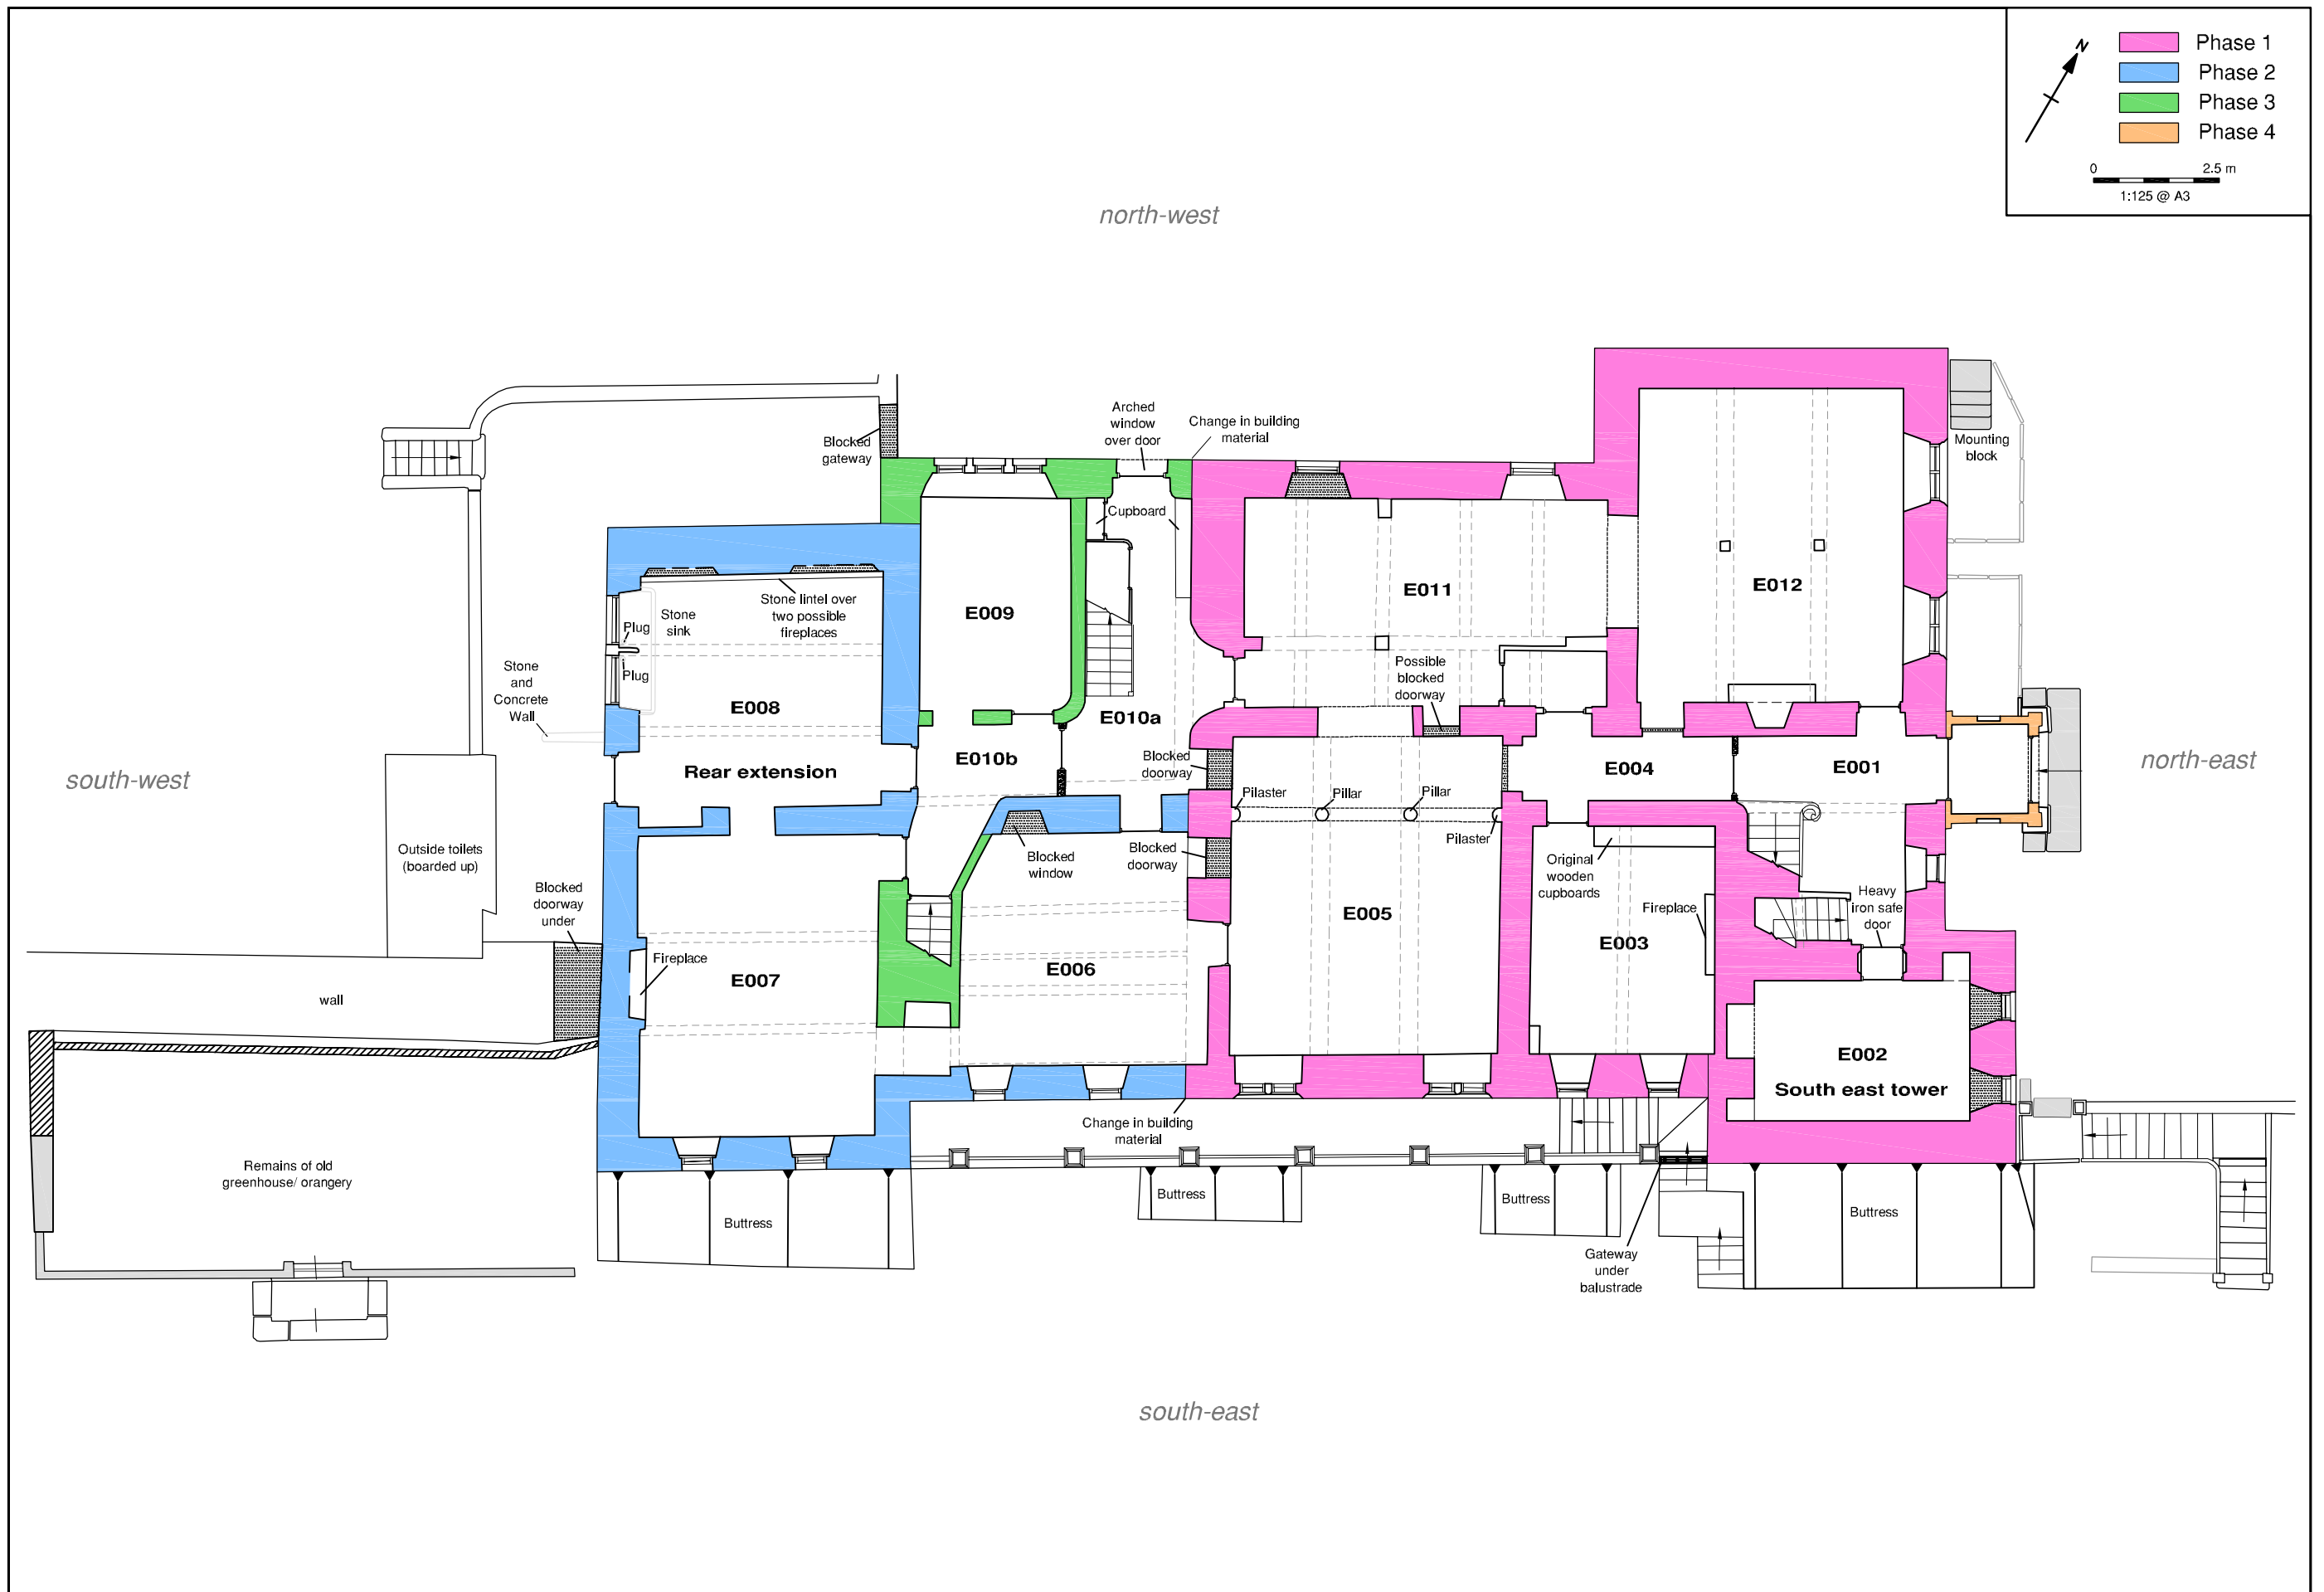 N
Phase 1
Phase 2
Phase 3
Phase 4
0 2.5 m
1:125 @ A3
north-west
Arched
window
over door
Change in building
material
Blocked
gateway
Mounting
block
Cupboard
E009
E011
E012
Stone lintel over
two possible
fireplaces
Stone
sink
Plug
Plug
Stone
and
Concrete
Wall
Possible
blocked
doorway
E008
E010a
E010b
Blocked
doorway
Rear extension
E004
E001
south-west
north-east
Pilaster
Pillar
Pillar
Pilaster
Outside toilets
(boarded up)
Blocked
window
Blocked
doorway
Original
wooden
cupboards
Heavy
iron safe
door
Blocked
doorway
under
Fireplace
E005
E003
Fireplace
E007
E006
wall
E002
South east tower
Change in building
material
Remains of old
greenhouse/ orangery
Buttress
Buttress
Buttress
Buttress
Gateway
under
balustrade
south-east